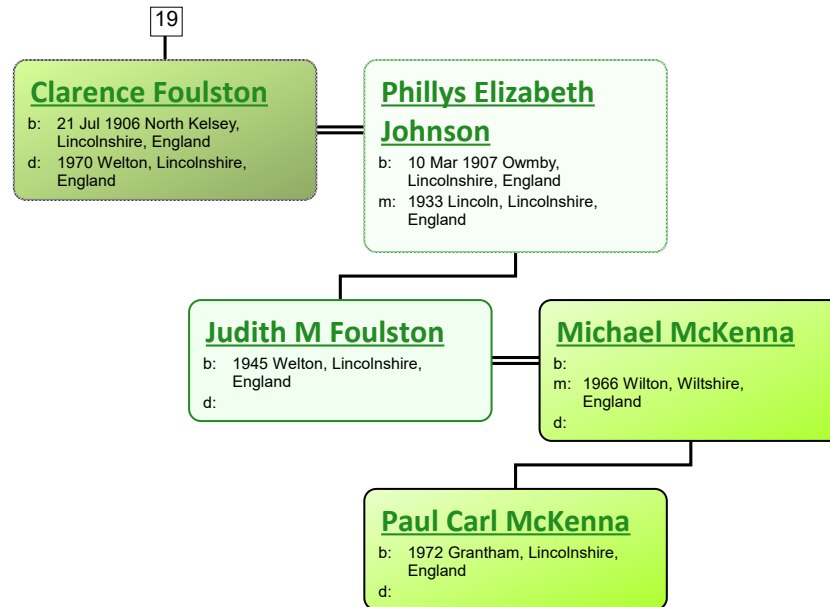 19
Clarence Foulston
b: 21 Jul 1906 North Kelsey,
Lincolnshire, England
d: 1970 Welton, Lincolnshire,
England
Phillys Elizabeth
Johnson
b: 10 Mar 1907 Owmby,
Lincolnshire, England
m: 1933 Lincoln, Lincolnshire,
England
Judith M Foulston
b: 1945 Welton, Lincolnshire,
England
d:
Michael McKenna
b:
m: 1966 Wilton, Wiltshire,
England
d:
Paul Carl McKenna
b: 1972 Grantham, Lincolnshire,
England
d: